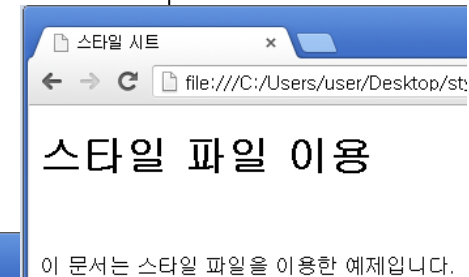 스타일 시트
file:///C:/Users/user/Desktop/sty
스타일 파일 이용
이 문서는 스타일 파일을 이용한 예제입니다.